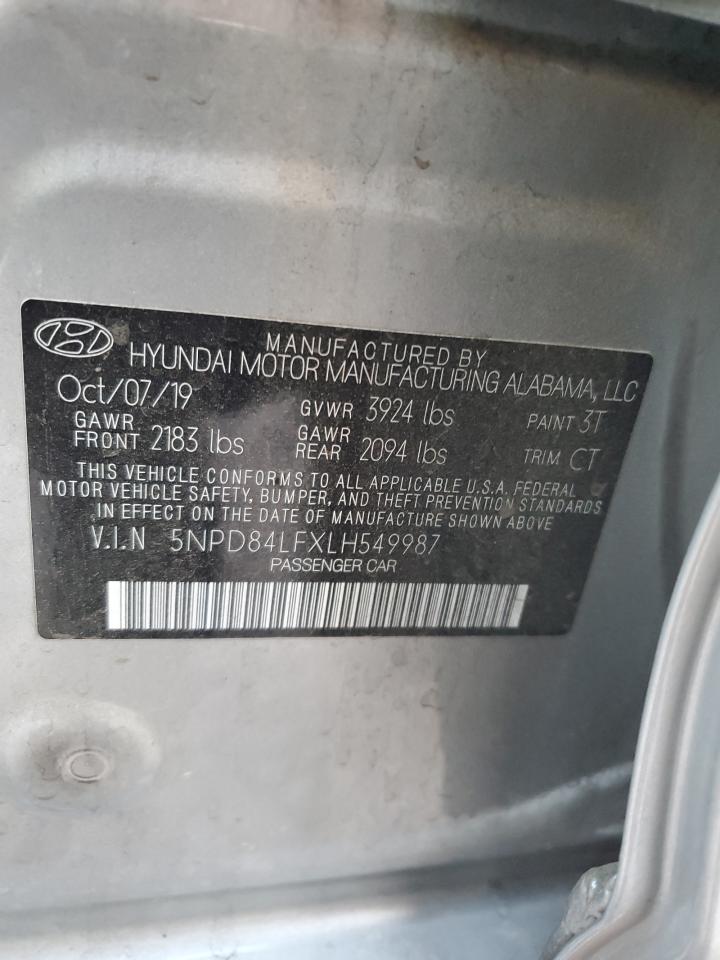 MANUFACTURED BY
HYUNDAI MOTOR MANUFACTURING ALABAMA, LLC
Oct/07/19 GVWR 3924 lbs PAINT 3T
GAWR FRONT 2183 lbs GAWR REAR 2094 lbs TRIM CT
THIS VEHICLE CONFORMS TO ALL APPLICABLE U.S.A. FEDERAL
MOTOR VEHICLE SAFETY, BUMPER, AND THEFT PREVENTION STANDARDS
IN EFFECT ON THE DATE OF MANUFACTURE SHOWN ABOVE
V.I.N 5NPD84LFXLH549987
PASSENGER CAR